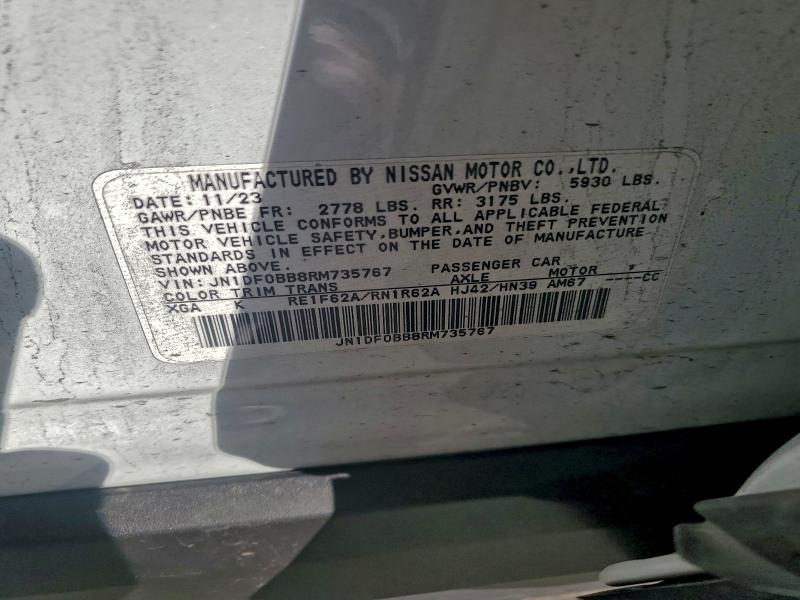 MANUFACTURED BY NISSAN MOTOR CO.,LTD.
DATE: 11/23 GVWR/PNBV: 5930 LBS.
GAWR/PNBE FR: 2778 LBS. RR: 3175 LBS.
THIS VEHICLE CONFORMS TO ALL APPLICABLE FEDERAL
MOTOR VEHICLE SAFETY,BUMPER,AND THEFT PREVENTION
STANDARDS IN EFFECT ON THE DATE OF MANUFACTURE
SHOWN ABOVE.
VIN: JN1DF0BB8RM735767 PASSENGER CAR
COLOR TRIM TRANS AXLE MOTOR ----CC
XGA K RE1F62A/RN1R62A HJ42/HN39 AM67
JN1DF0BB8RM735767